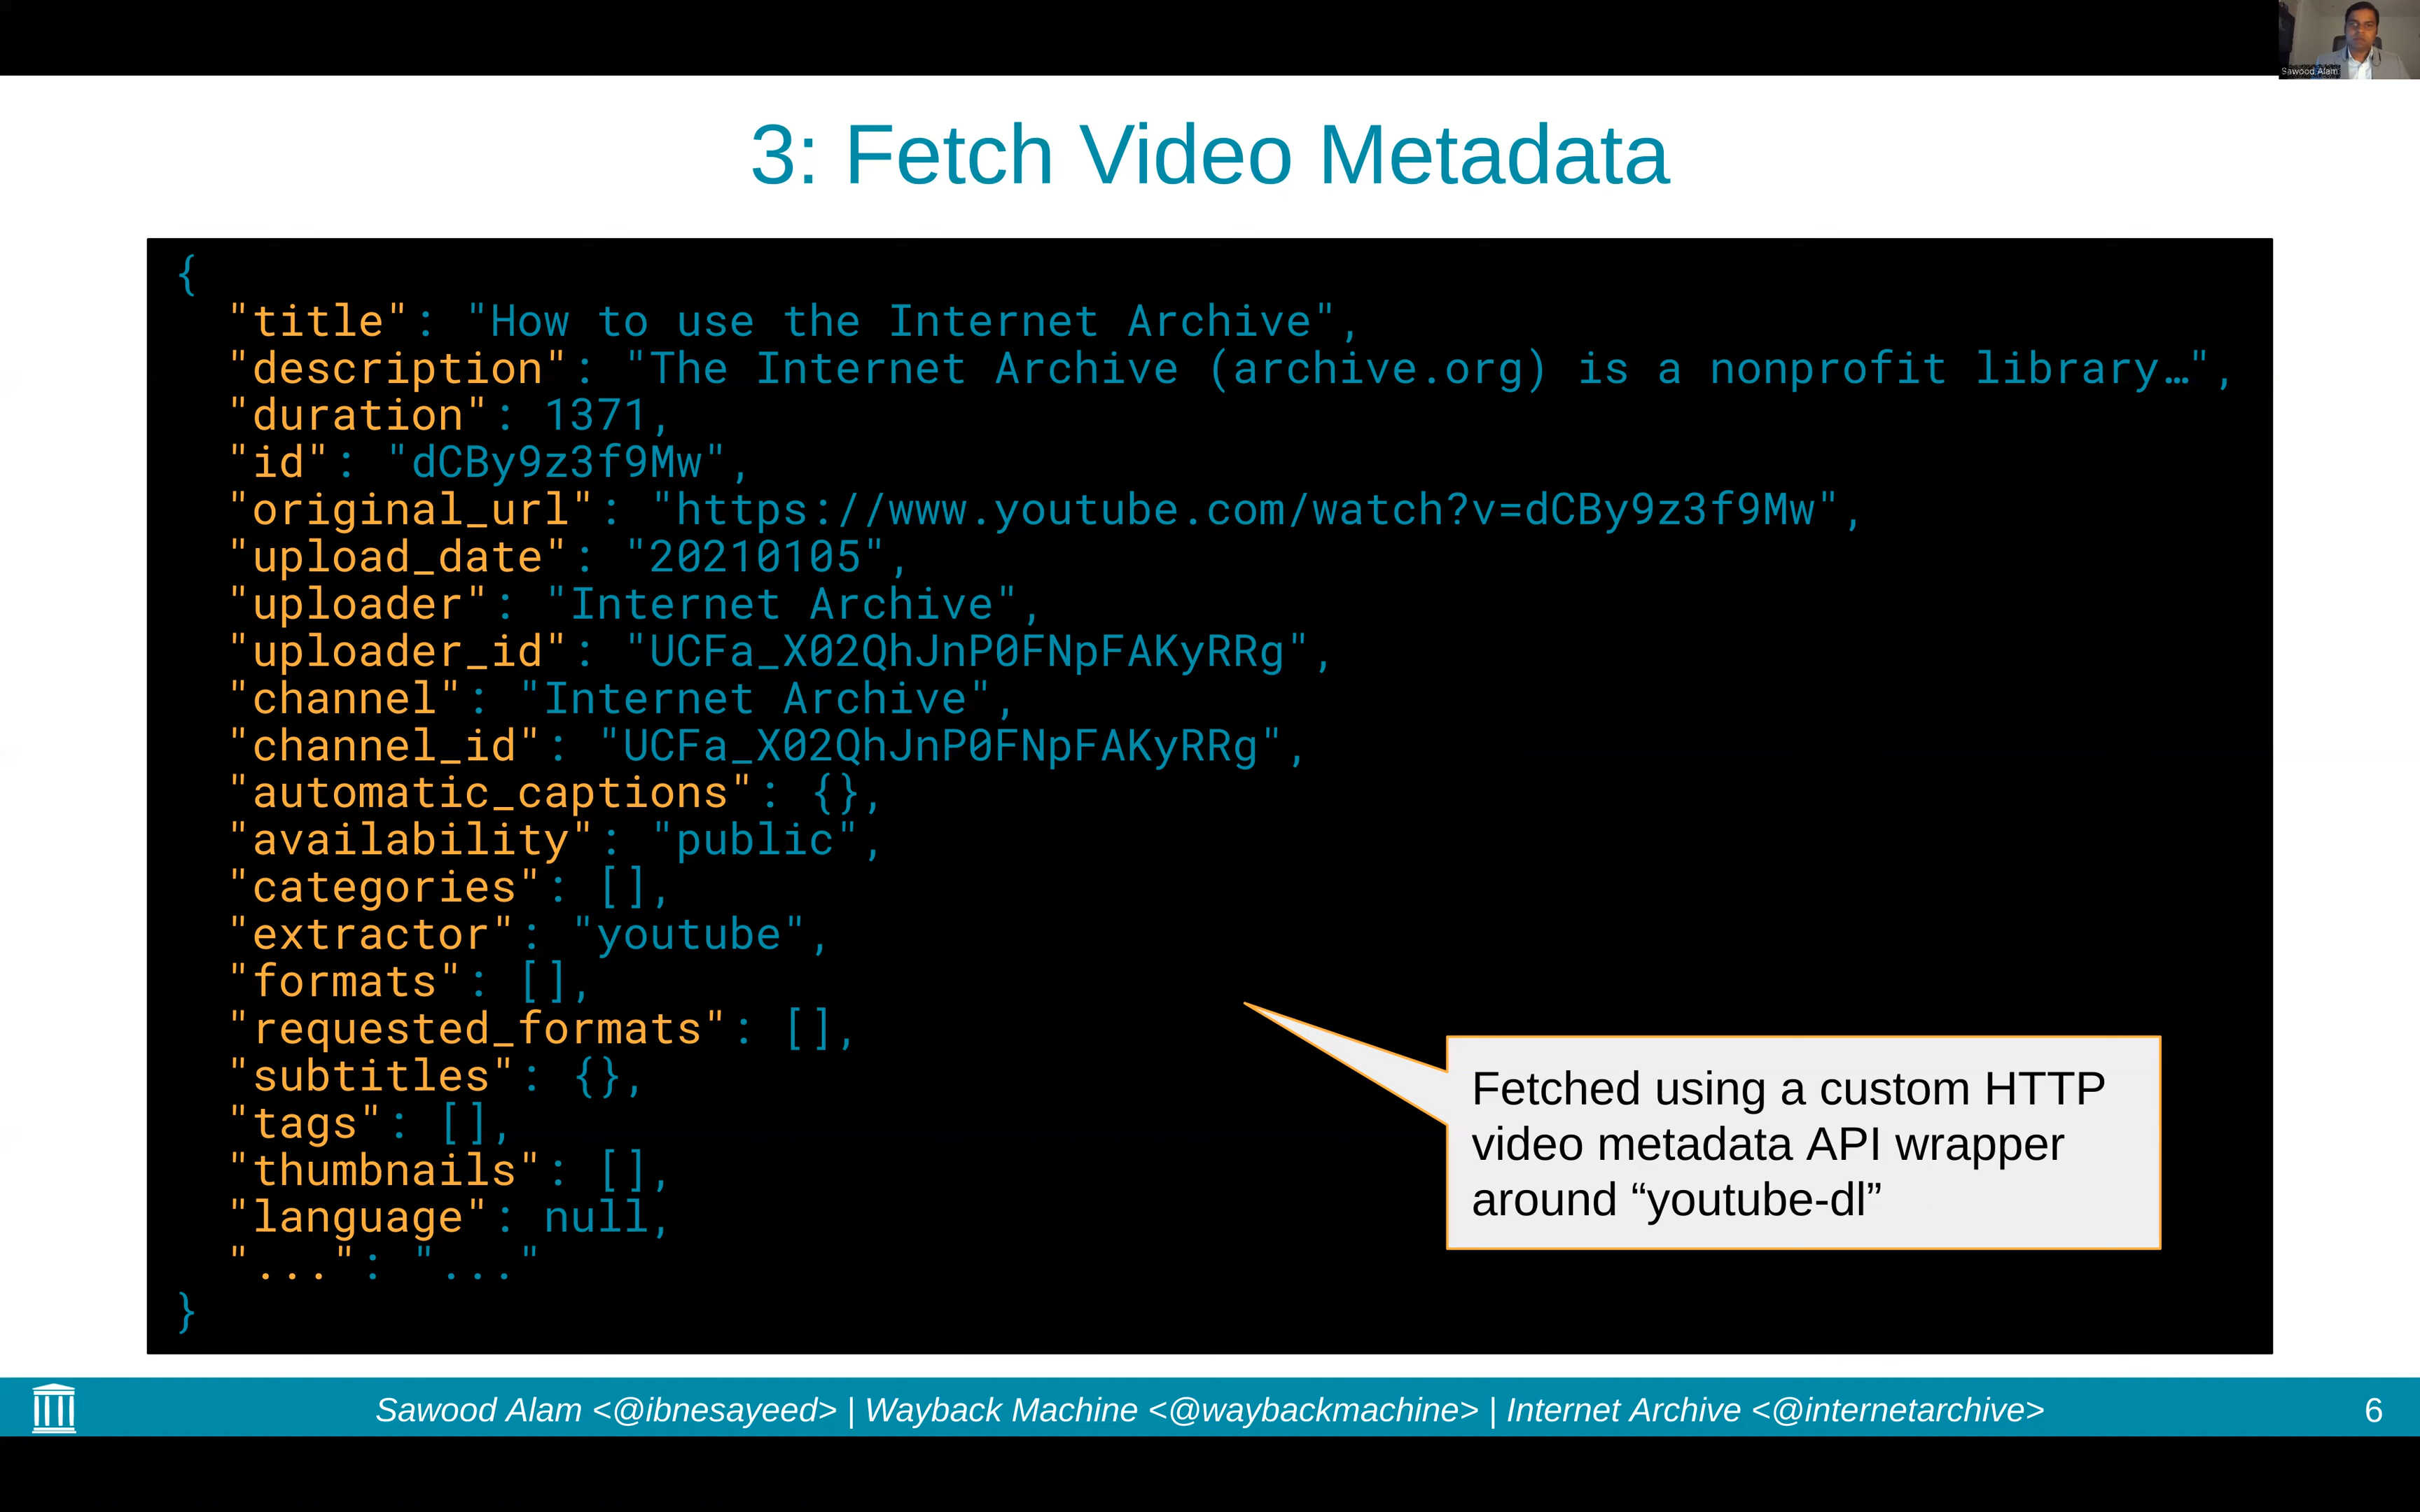 Sawood Alam
3: Fetch Video Metadata
{
"title": "How to use the Internet Archive",
"description": "The Internet Archive (archive.org) is a nonprofit library…",
"duration": 1371,
"id": "dCBy9z3f9Mw",
"original_url": "https://www.youtube.com/watch?v=dCBy9z3f9Mw",
"upload_date": "20210105",
"uploader": "Internet Archive",
"uploader_id": "UCFa_X02QhJnP0FNpFAKyRRg",
"channel": "Internet Archive",
"channel_id": "UCFa_X02QhJnP0FNpFAKyRRg",
"automatic_captions": {},
"availability": "public",
"categories": [],
"extractor": "youtube",
"formats": [],
"requested_formats": [],
"subtitles": {},
"tags": [],
"thumbnails": [],
"language": null,
"...": "..."
}
Fetched using a custom HTTP
video metadata API wrapper
around “youtube-dl”
Sawood Alam <@ibnesayeed> | Wayback Machine <@waybackmachine> | Internet Archive <@internetarchive>
6